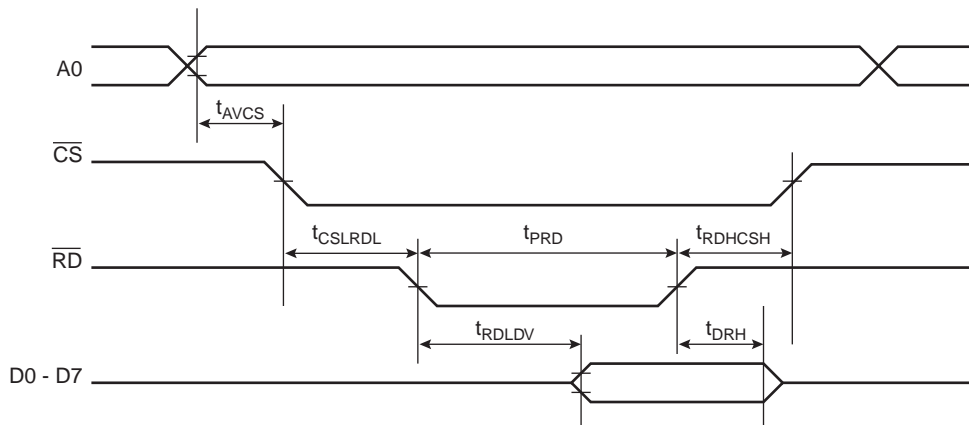 A0
tAVCS
CS
tCSLRDL
tPRD
tRDHCSH
RD
tRDLDV
tDRH
D0 - D7